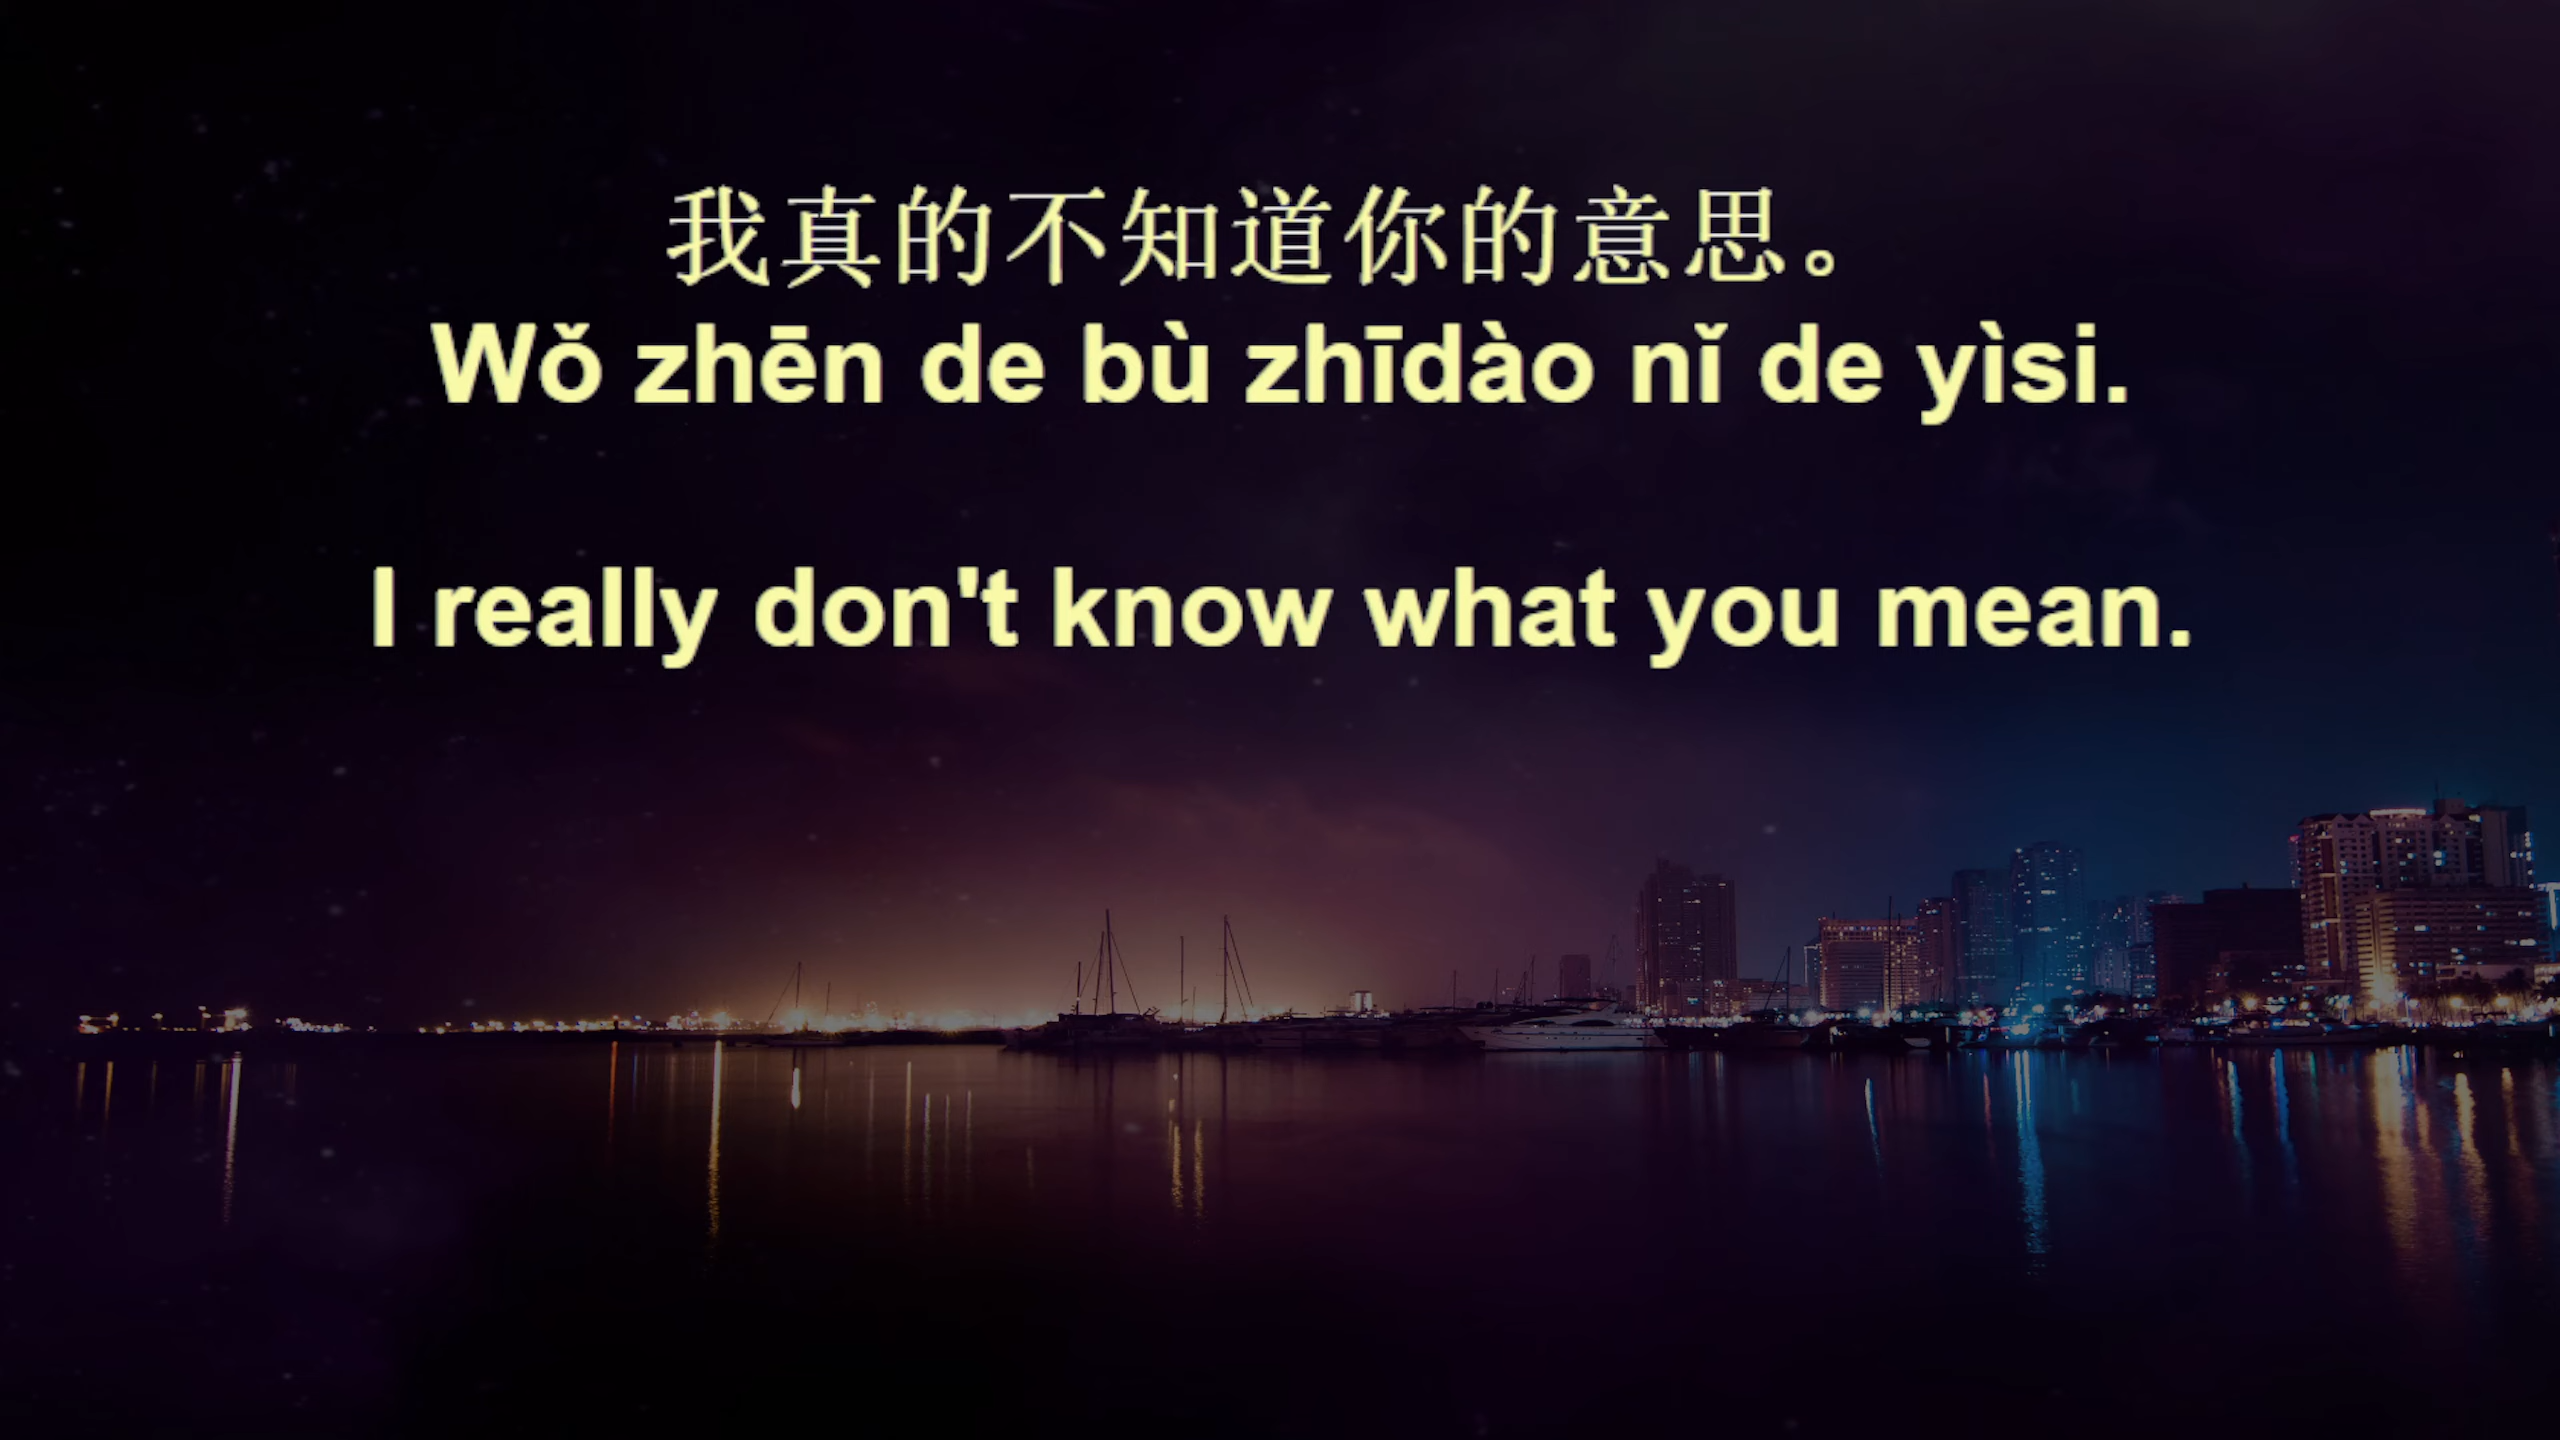 我真的不知道你的意思。
Wǒ zhēn de bù zhīdào nǐ de yìsi.
I really don't know what you mean.